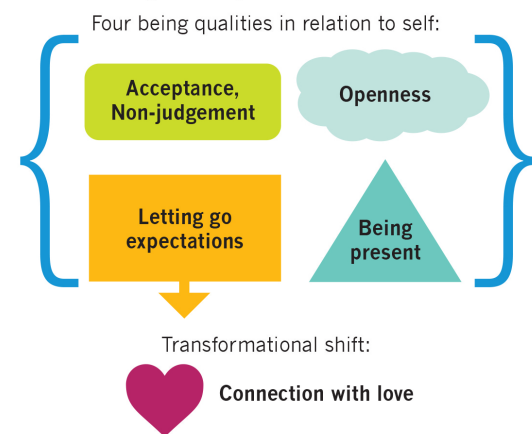 Four being qualities in relation to self:
Acceptance,
Non-judgement
Openness
Letting go
expectations
Being
present
Transformational shift:
Connection with love